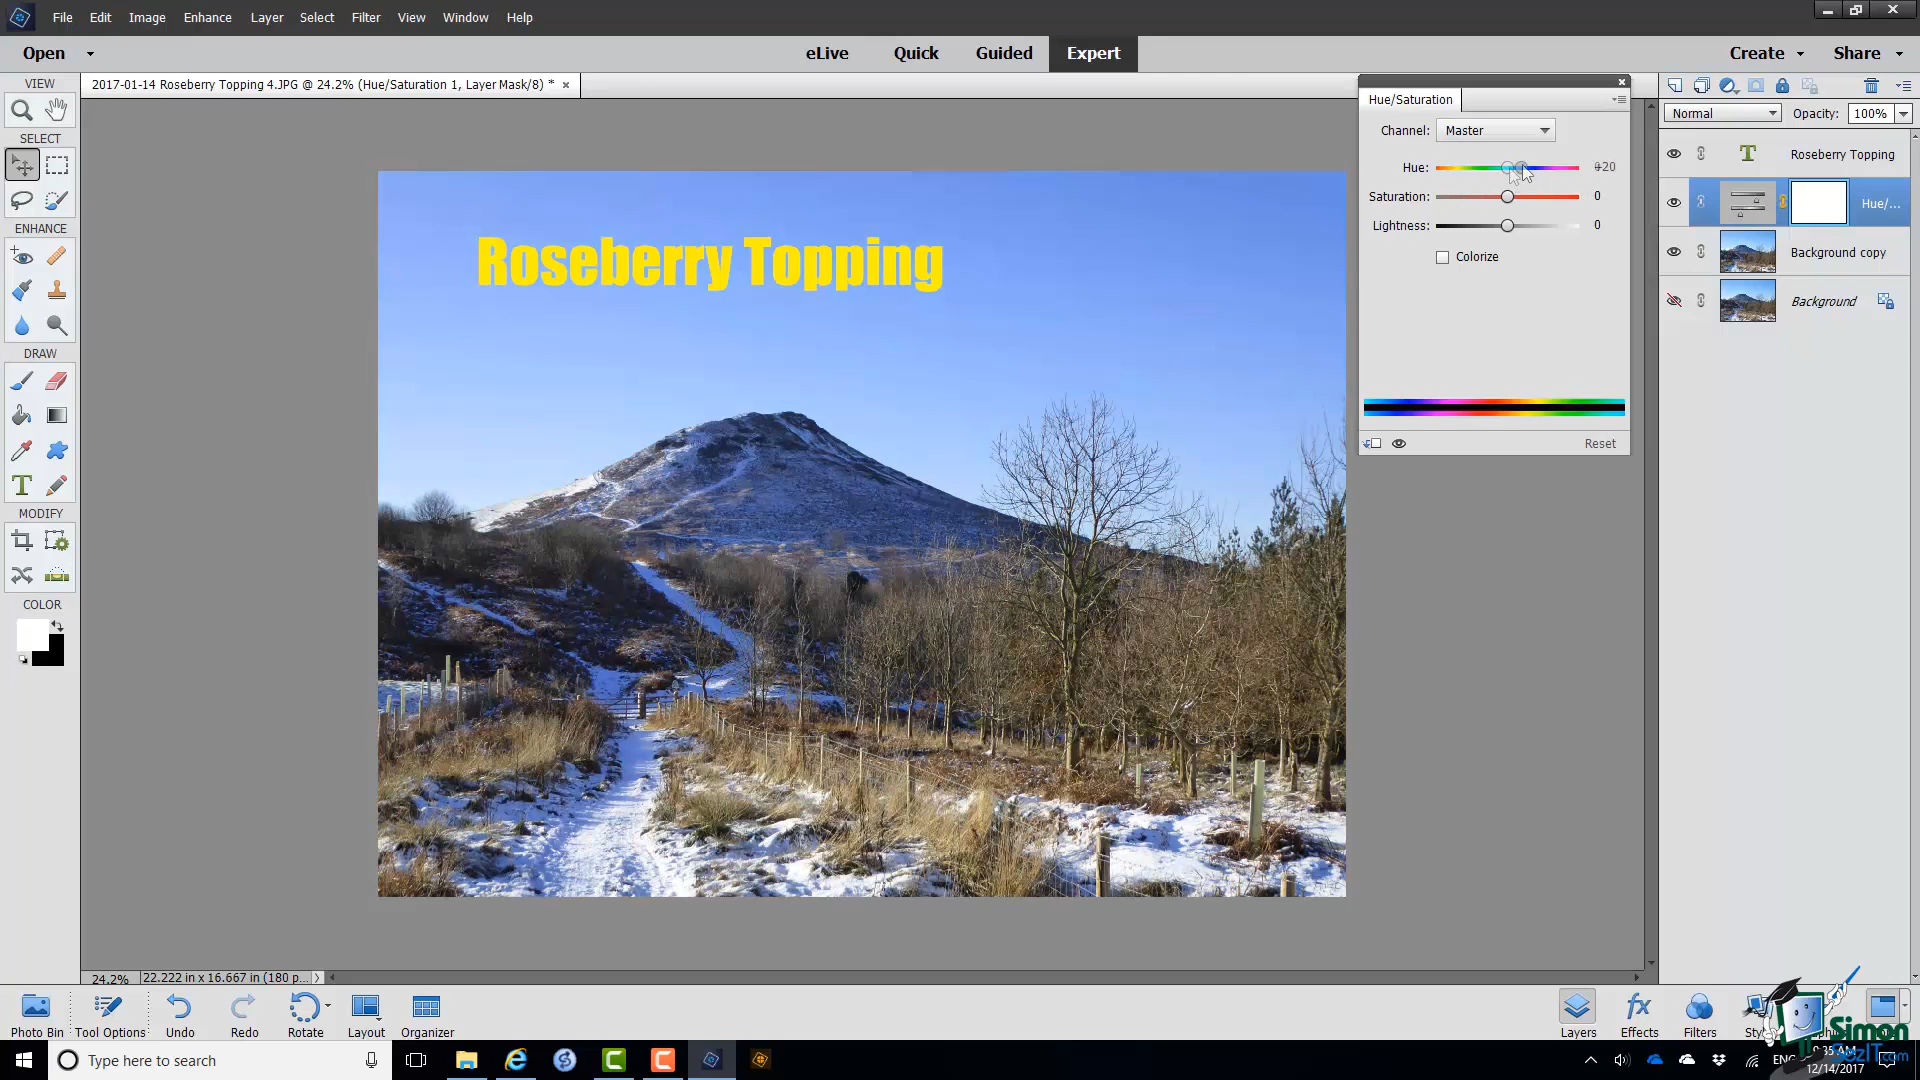 File Edit Image Enhance Layer Select Filter View Window Help
Open eLive Quick Guided Expert Create Share
VIEW
2017-01-14 Roseberry Topping 4.JPG @ 24.2% (Hue/Saturation 1, Layer Mask/8) *
Hue/Saturation
Normal Opacity: 100%
Channel: Master
SELECT
Roseberry Topping
Hue:
Saturation: 0
Hue/...
Lightness: 0
ENHANCE
Colorize
Background copy
Roseberry Topping
Background
DRAW
Reset
MODIFY
COLOR
24.2% 22.222 in x 16.667 in (180 p...
Photo Bin Tool Options Undo Redo Rotate Layout Organizer
Layers Effects Filters
Simon
SezIT.com
Type here to search
ENG
12/14/2017